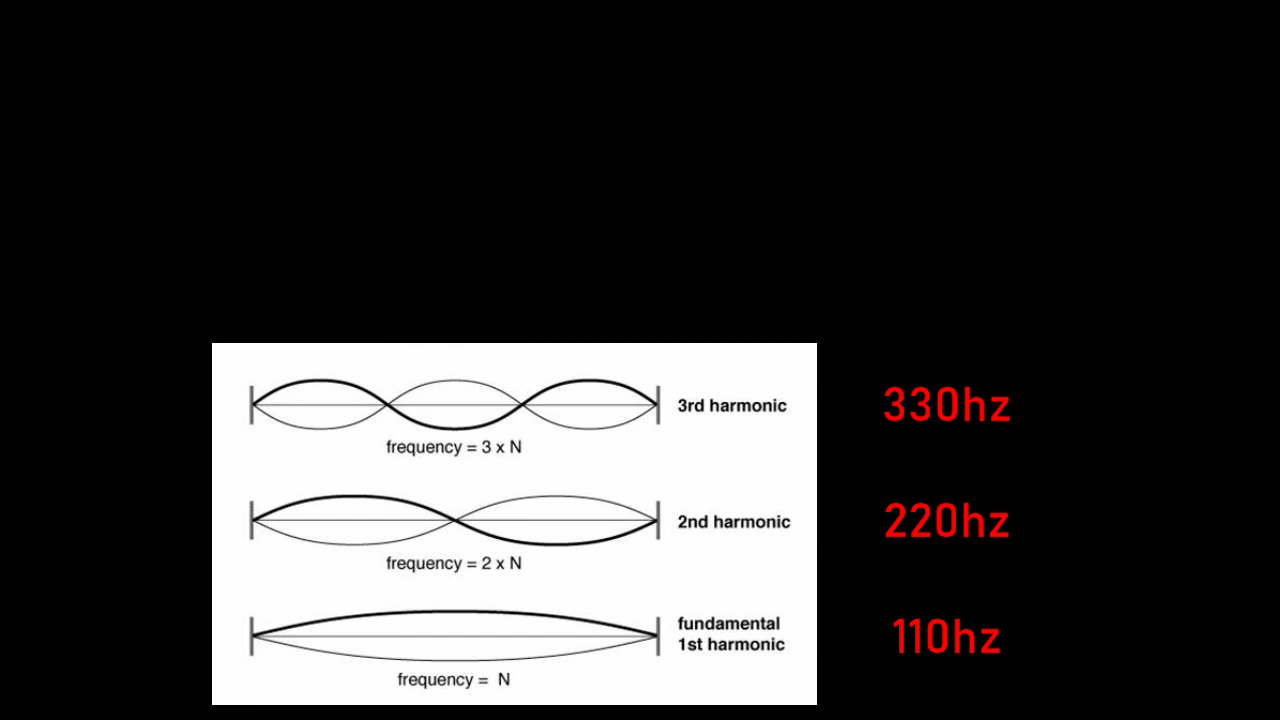 3rd harmonic
330hz
frequency = 3 x N
2nd harmonic
220hz
frequency = 2 x N
fundamental
1st harmonic
110hz
frequency = N